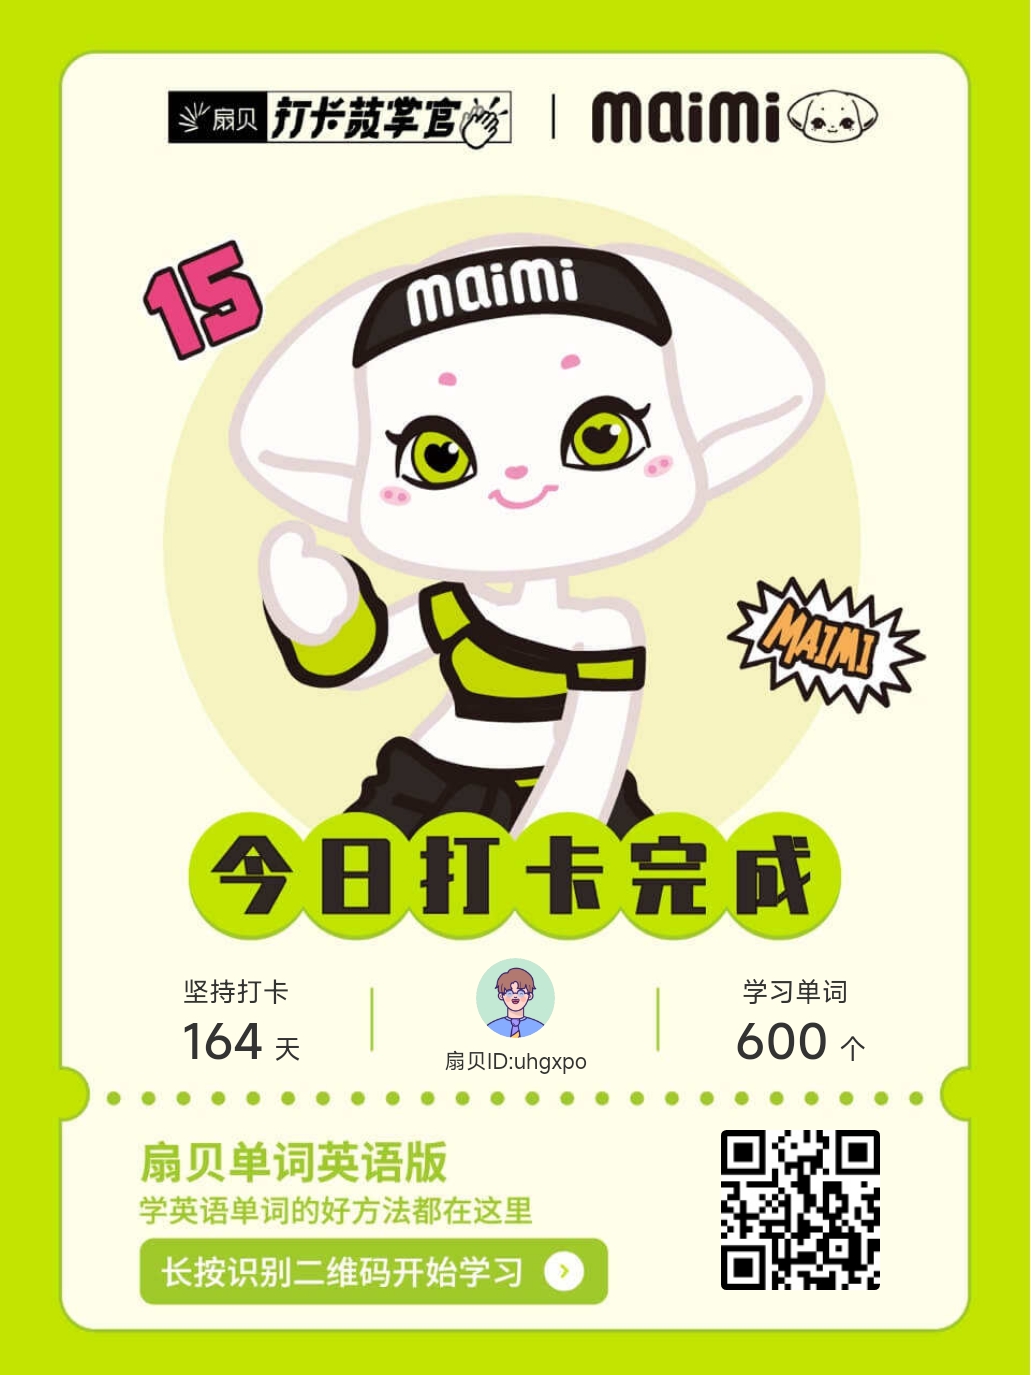 扇贝 打卡鼓掌官 maimi
15
maimi
MAIMI
今日打卡完成
坚持打卡
164 天
扇贝ID:uhgxpo
学习单词
600 个
扇贝单词英语版
学英语单词的好方法都在这里
长按识别二维码开始学习